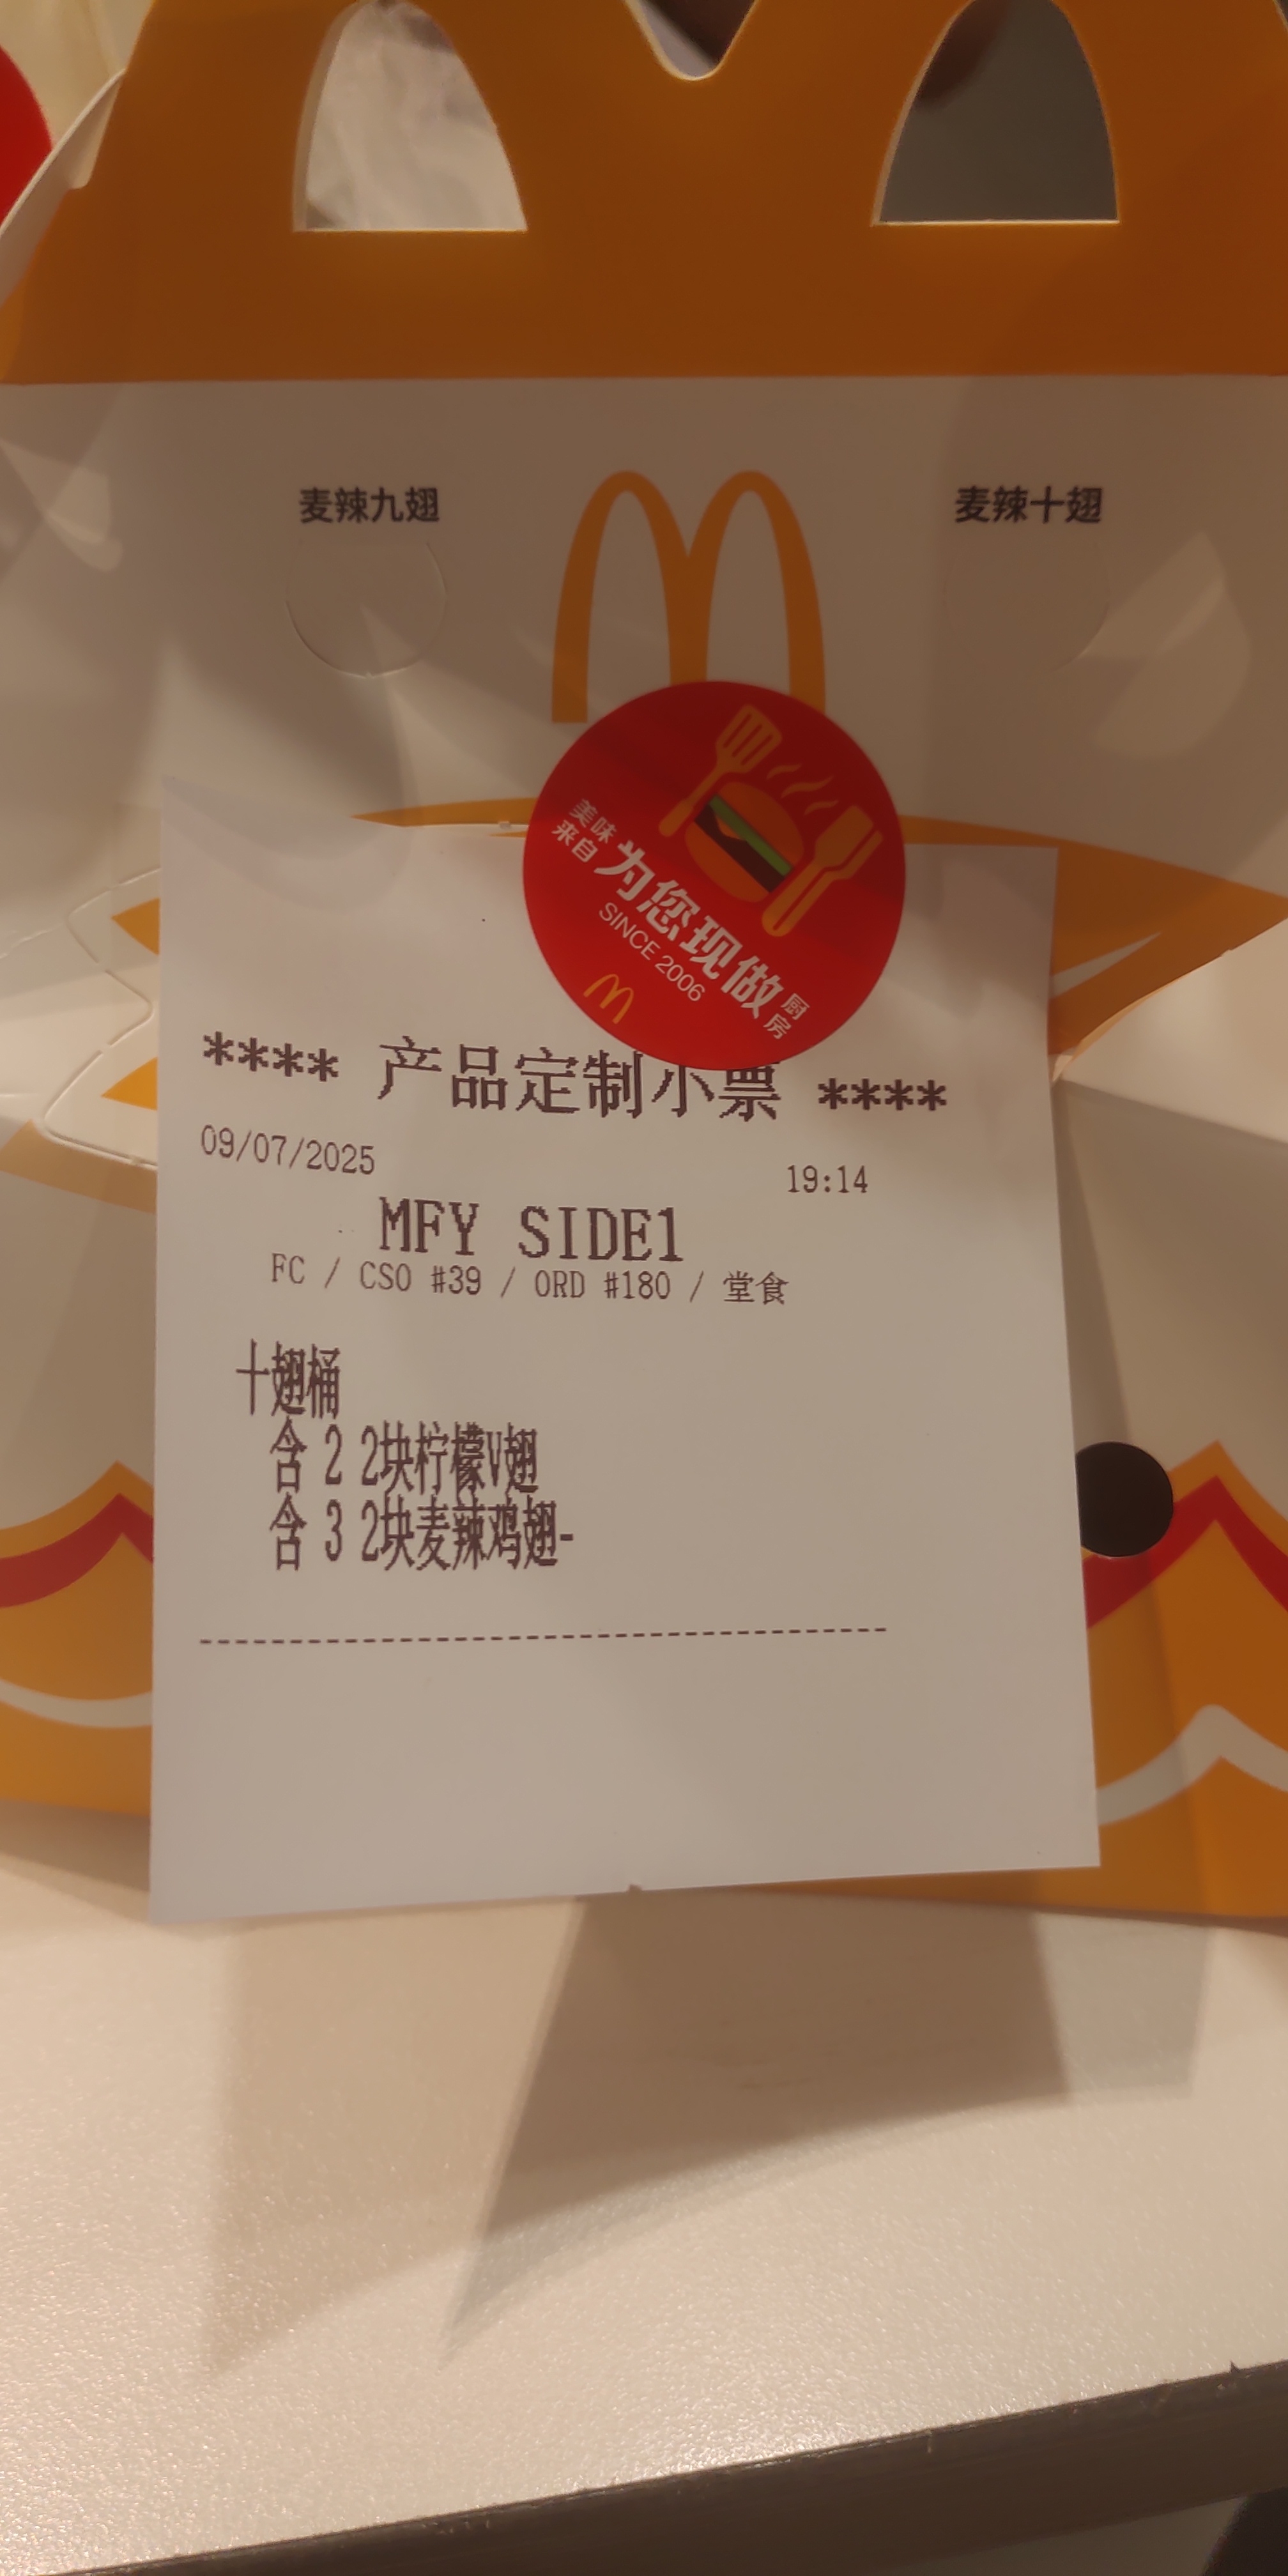 麦辣九翅
麦辣十翅
美味
来自
为您现做
厨
房
SINCE 2006
**** 产品定制小票 ****
09/07/2025 19:14
MFY SIDE1
FC / CSO #39 / ORD #180 / 堂食
十翅桶
含 2 2块柠檬V翅
含 3 2块麦辣鸡翅-